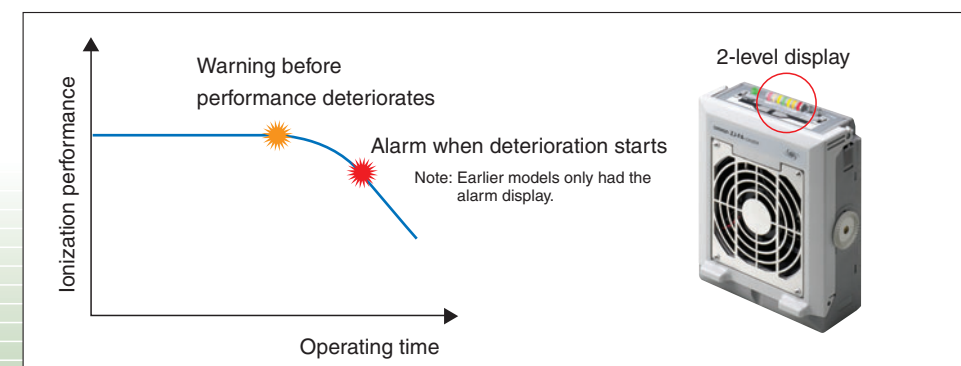 2-level display
Warning before
performance deteriorates
Alarm when deterioration starts
Note: Earlier models only had the
alarm display.
Ionization performance
Operating time